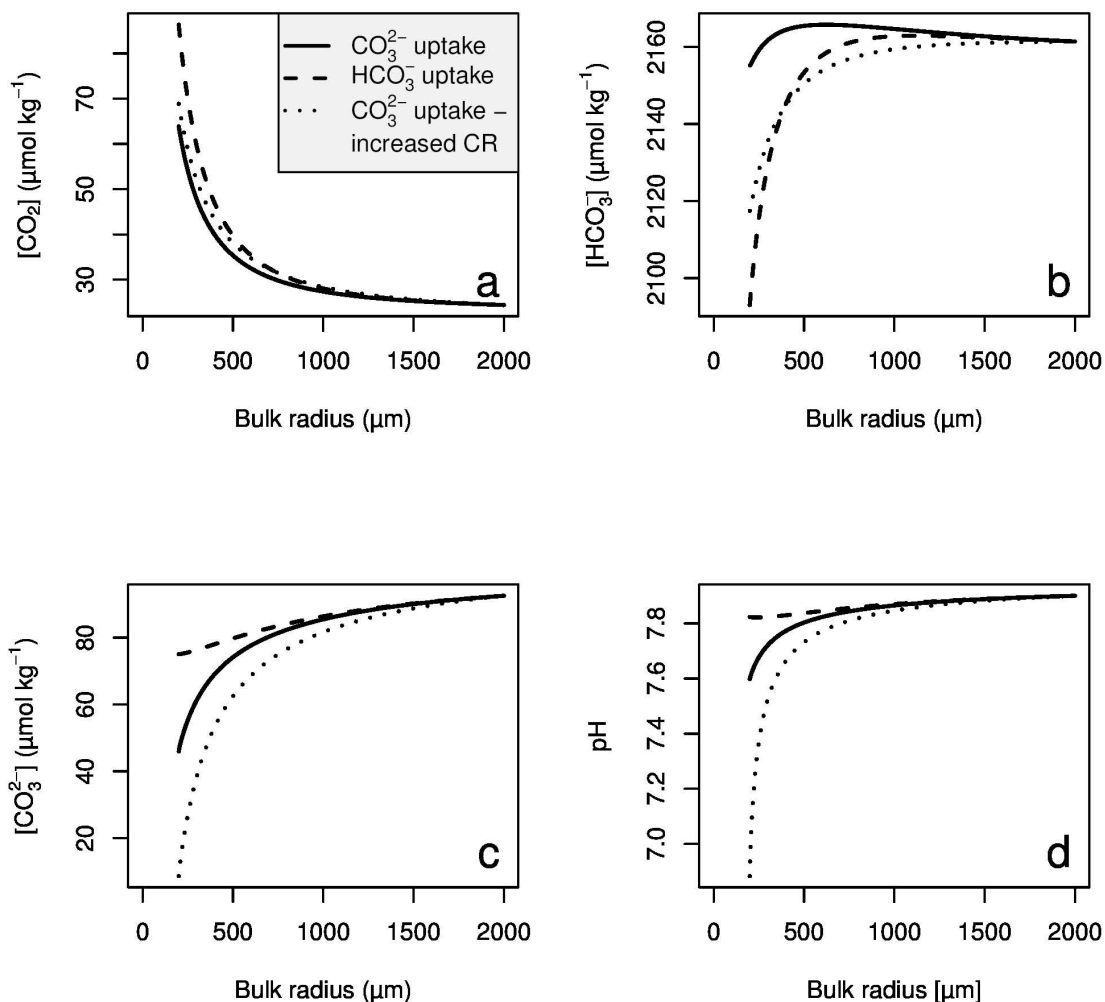 CO₃²⁻ uptake
HCO₃⁻ uptake
CO₃²⁻ uptake –
increased CR
[CO₂] (µmol kg⁻¹)
30
50
70
a
0 500 1000 1500 2000
Bulk radius (µm)
[HCO₃⁻] (µmol kg⁻¹)
2100
2120
2140
2160
b
0 500 1000 1500 2000
Bulk radius (µm)
[CO₃²⁻] (µmol kg⁻¹)
20
40
60
80
c
0 500 1000 1500 2000
Bulk radius (µm)
pH
7.0
7.2
7.4
7.6
7.8
d
0 500 1000 1500 2000
Bulk radius [µm]